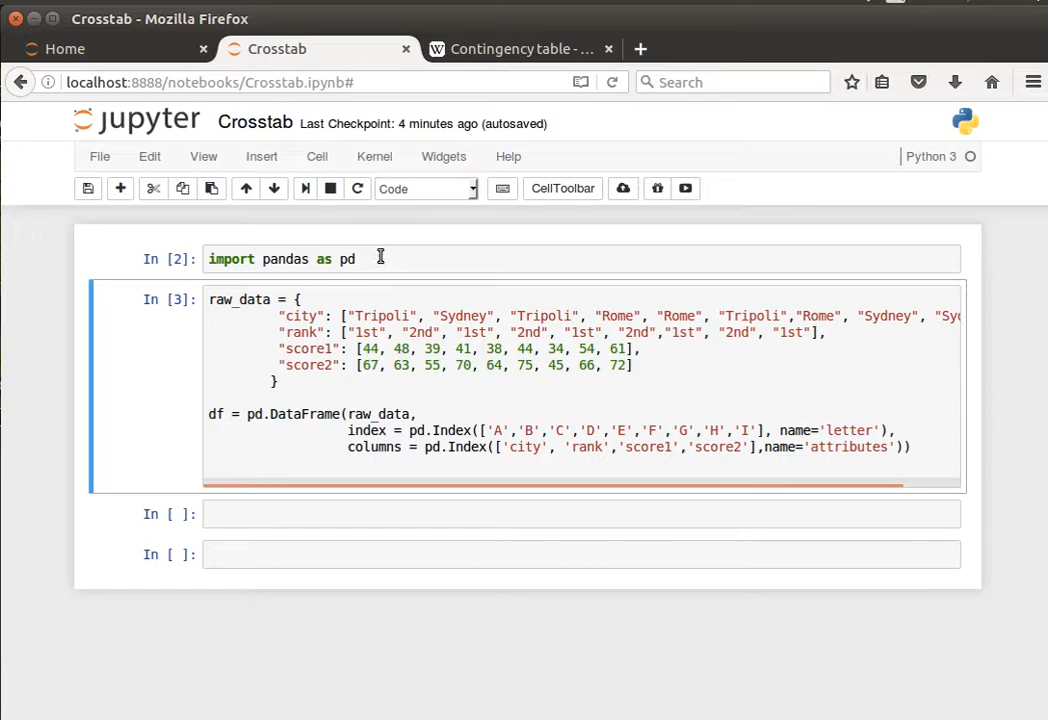 Crosstab - Mozilla Firefox
Home
Crosstab
W Contingency table - ...
localhost:8888/notebooks/Crosstab.ipynb#
Search
jupyter Crosstab Last Checkpoint: 4 minutes ago (autosaved)
File Edit View Insert Cell Kernel Widgets Help Python 3
Code CellToolbar
In [2]: import pandas as pd
In [3]: raw_data = {
"city": ["Tripoli", "Sydney", "Tripoli", "Rome", "Rome", "Tripoli","Rome", "Sydney", "Syd
"rank": ["1st", "2nd", "1st", "2nd", "1st", "2nd","1st", "2nd", "1st"],
"score1": [44, 48, 39, 41, 38, 44, 34, 54, 61],
"score2": [67, 63, 55, 70, 64, 75, 45, 66, 72]
}
df = pd.DataFrame(raw_data,
index = pd.Index(['A','B','C','D','E','F','G','H','I'], name='letter'),
columns = pd.Index(['city', 'rank','score1','score2'],name='attributes'))
In [ ]:
In [ ]: